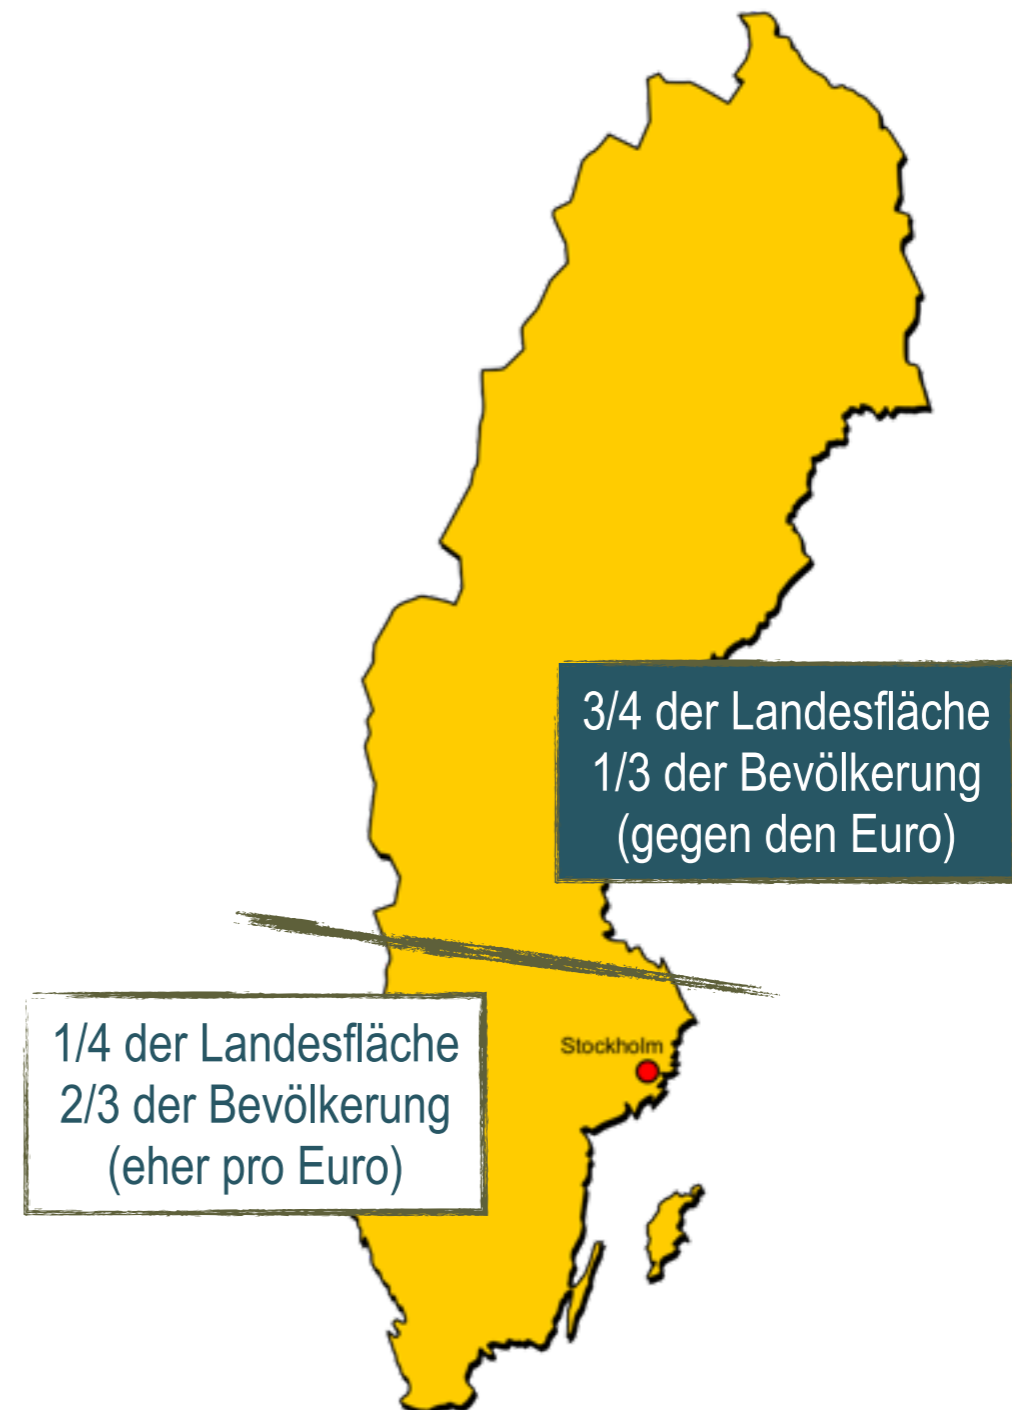 3/4 der Landesfläche
1/3 der Bevölkerung
(gegen den Euro)
1/4 der Landesfläche
2/3 der Bevölkerung
(eher pro Euro)
Stockholm